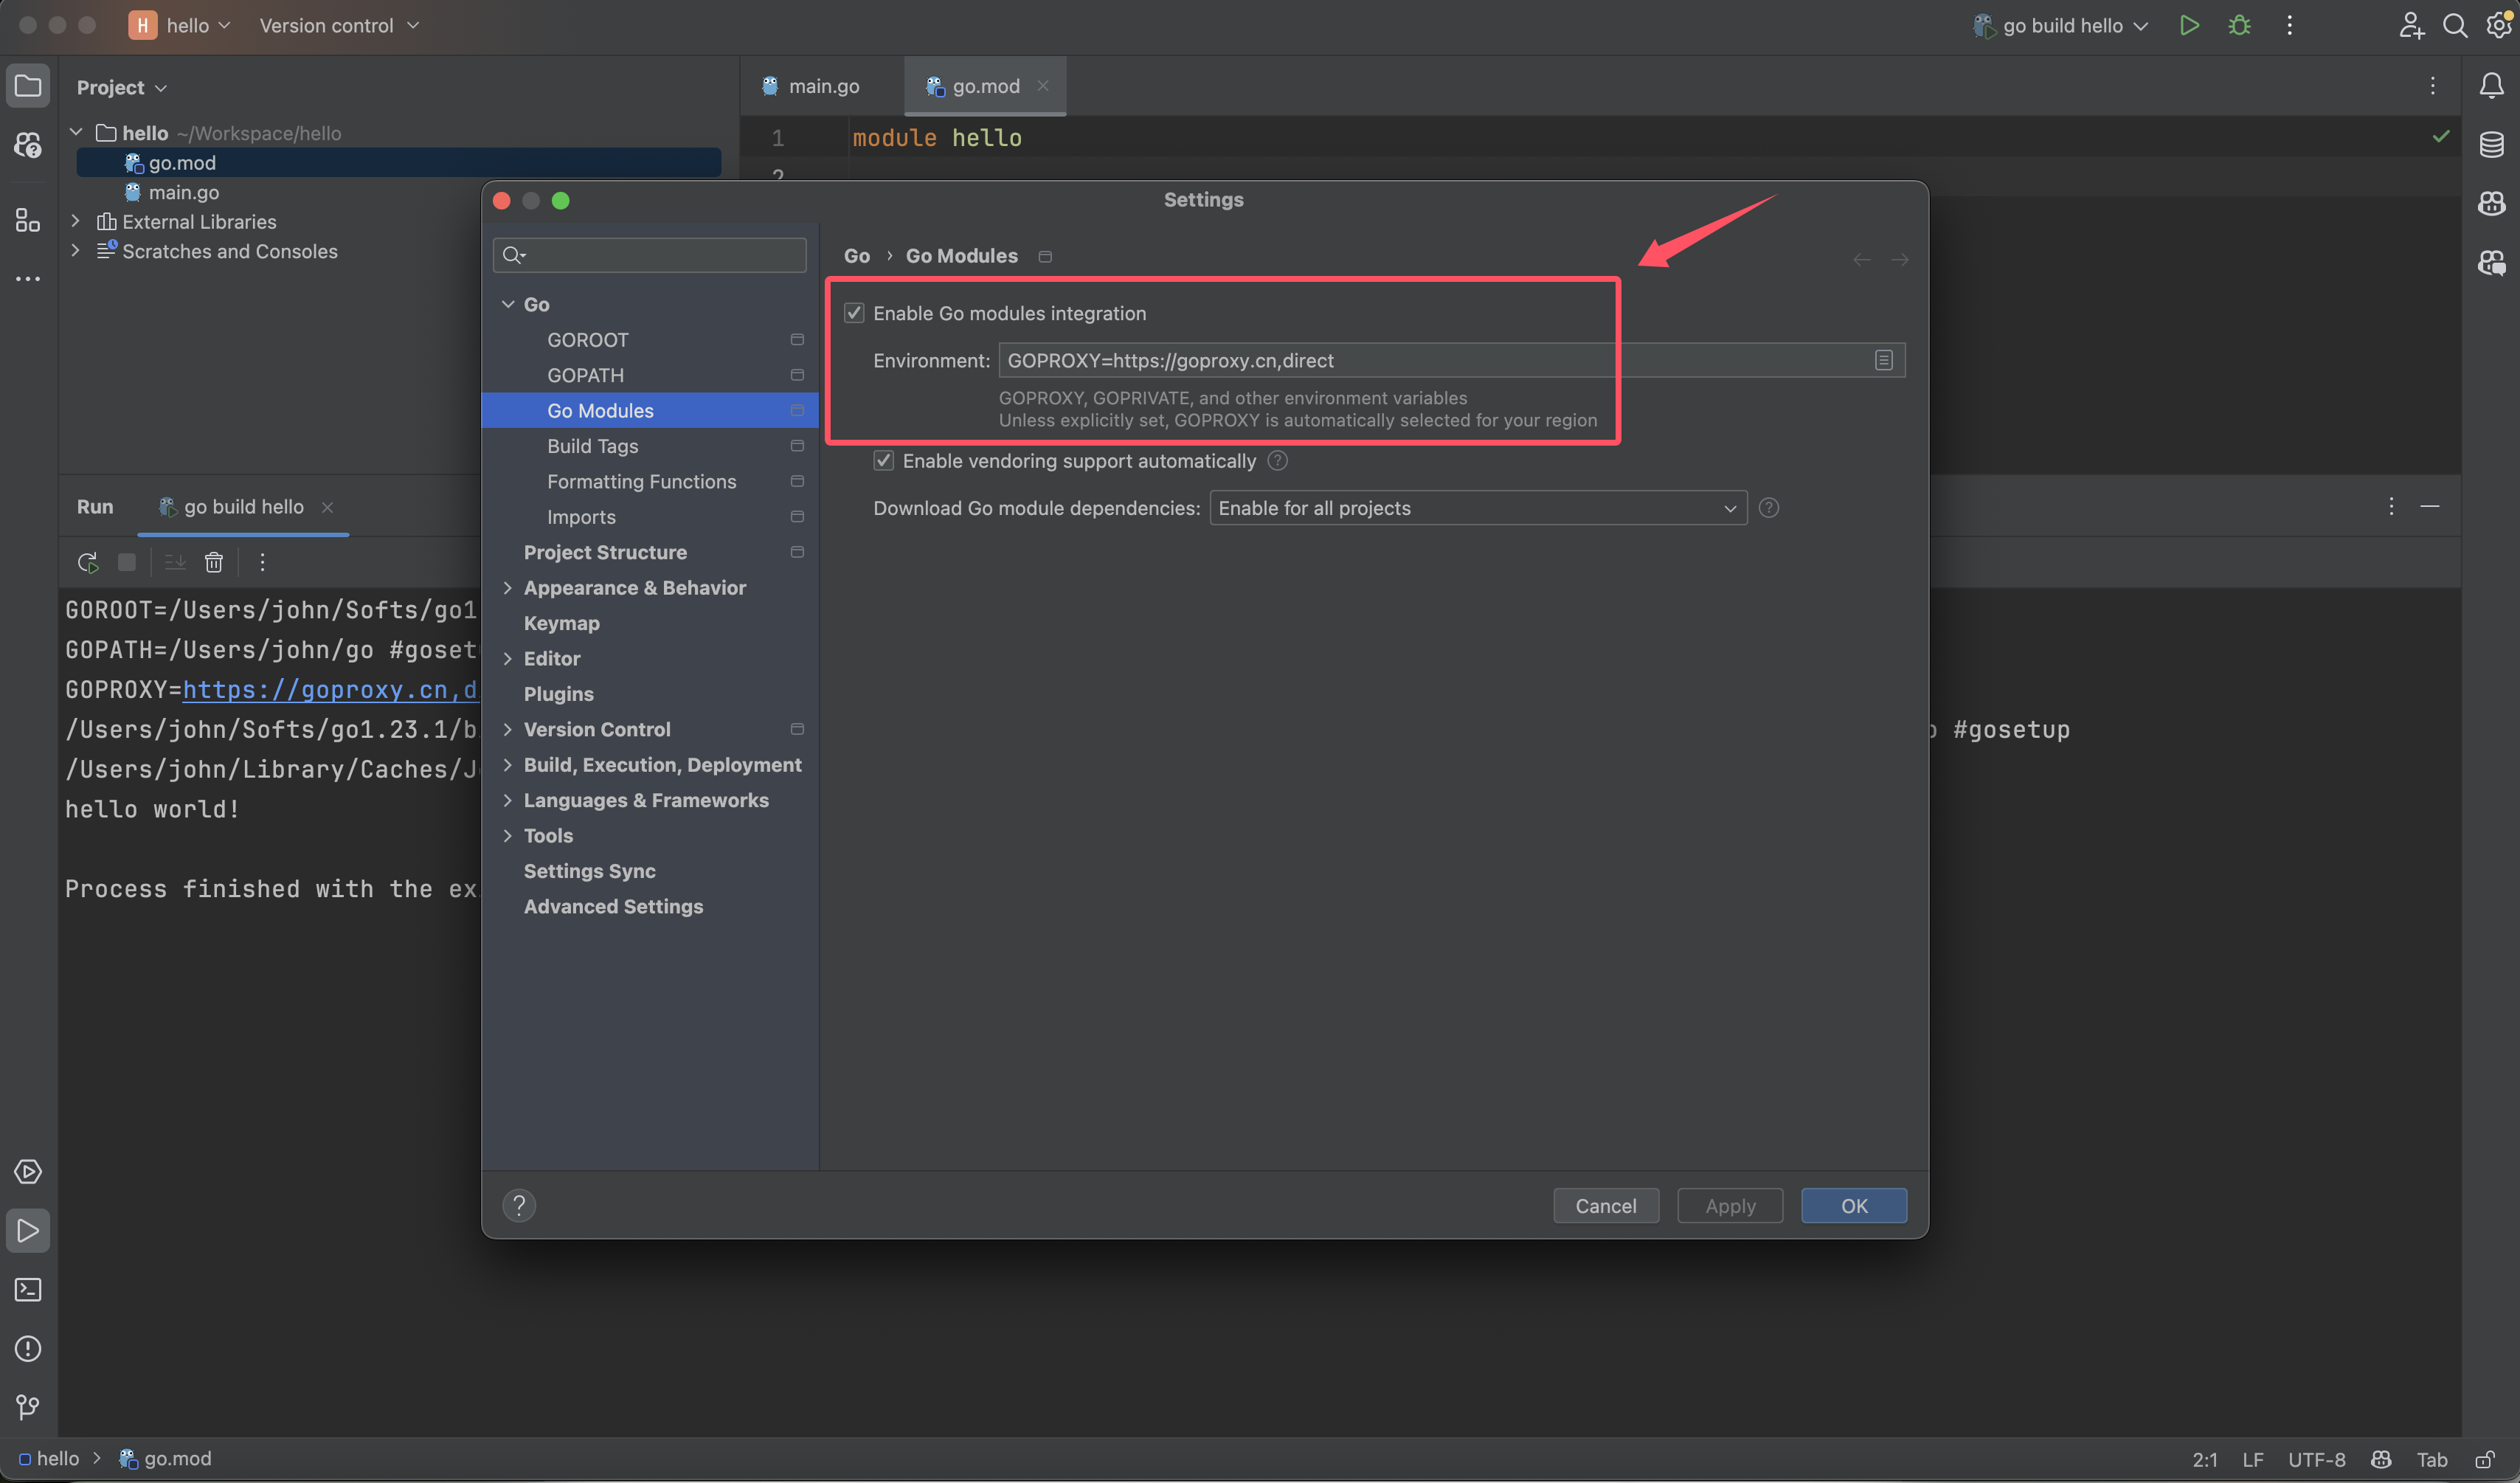 H hello Version control
go build hello
Project
hello ~/Workspace/hello
go.mod
main.go
External Libraries
Scratches and Consoles
main.go
go.mod
1 module hello
2
Settings
Go
GOROOT
GOPATH
Go Modules
Build Tags
Formatting Functions
Imports
Project Structure
Appearance & Behavior
Keymap
Editor
Plugins
Version Control
Build, Execution, Deployment
Languages & Frameworks
Tools
Settings Sync
Advanced Settings
Go › Go Modules
Enable Go modules integration
Environment: GOPROXY=https://goproxy.cn,direct
GOPROXY, GOPRIVATE, and other environment variables
Unless explicitly set, GOPROXY is automatically selected for your region
Enable vendoring support automatically ?
Download Go module dependencies: Enable for all projects ?
? Cancel Apply OK
Run go build hello
GOROOT=/Users/john/Softs/go1
GOPATH=/Users/john/go #goset
GOPROXY=https://goproxy.cn,d
/Users/john/Softs/go1.23.1/b #gosetup
/Users/john/Library/Caches/J
hello world!
Process finished with the ex
hello > go.mod
2:1 LF UTF-8 Tab